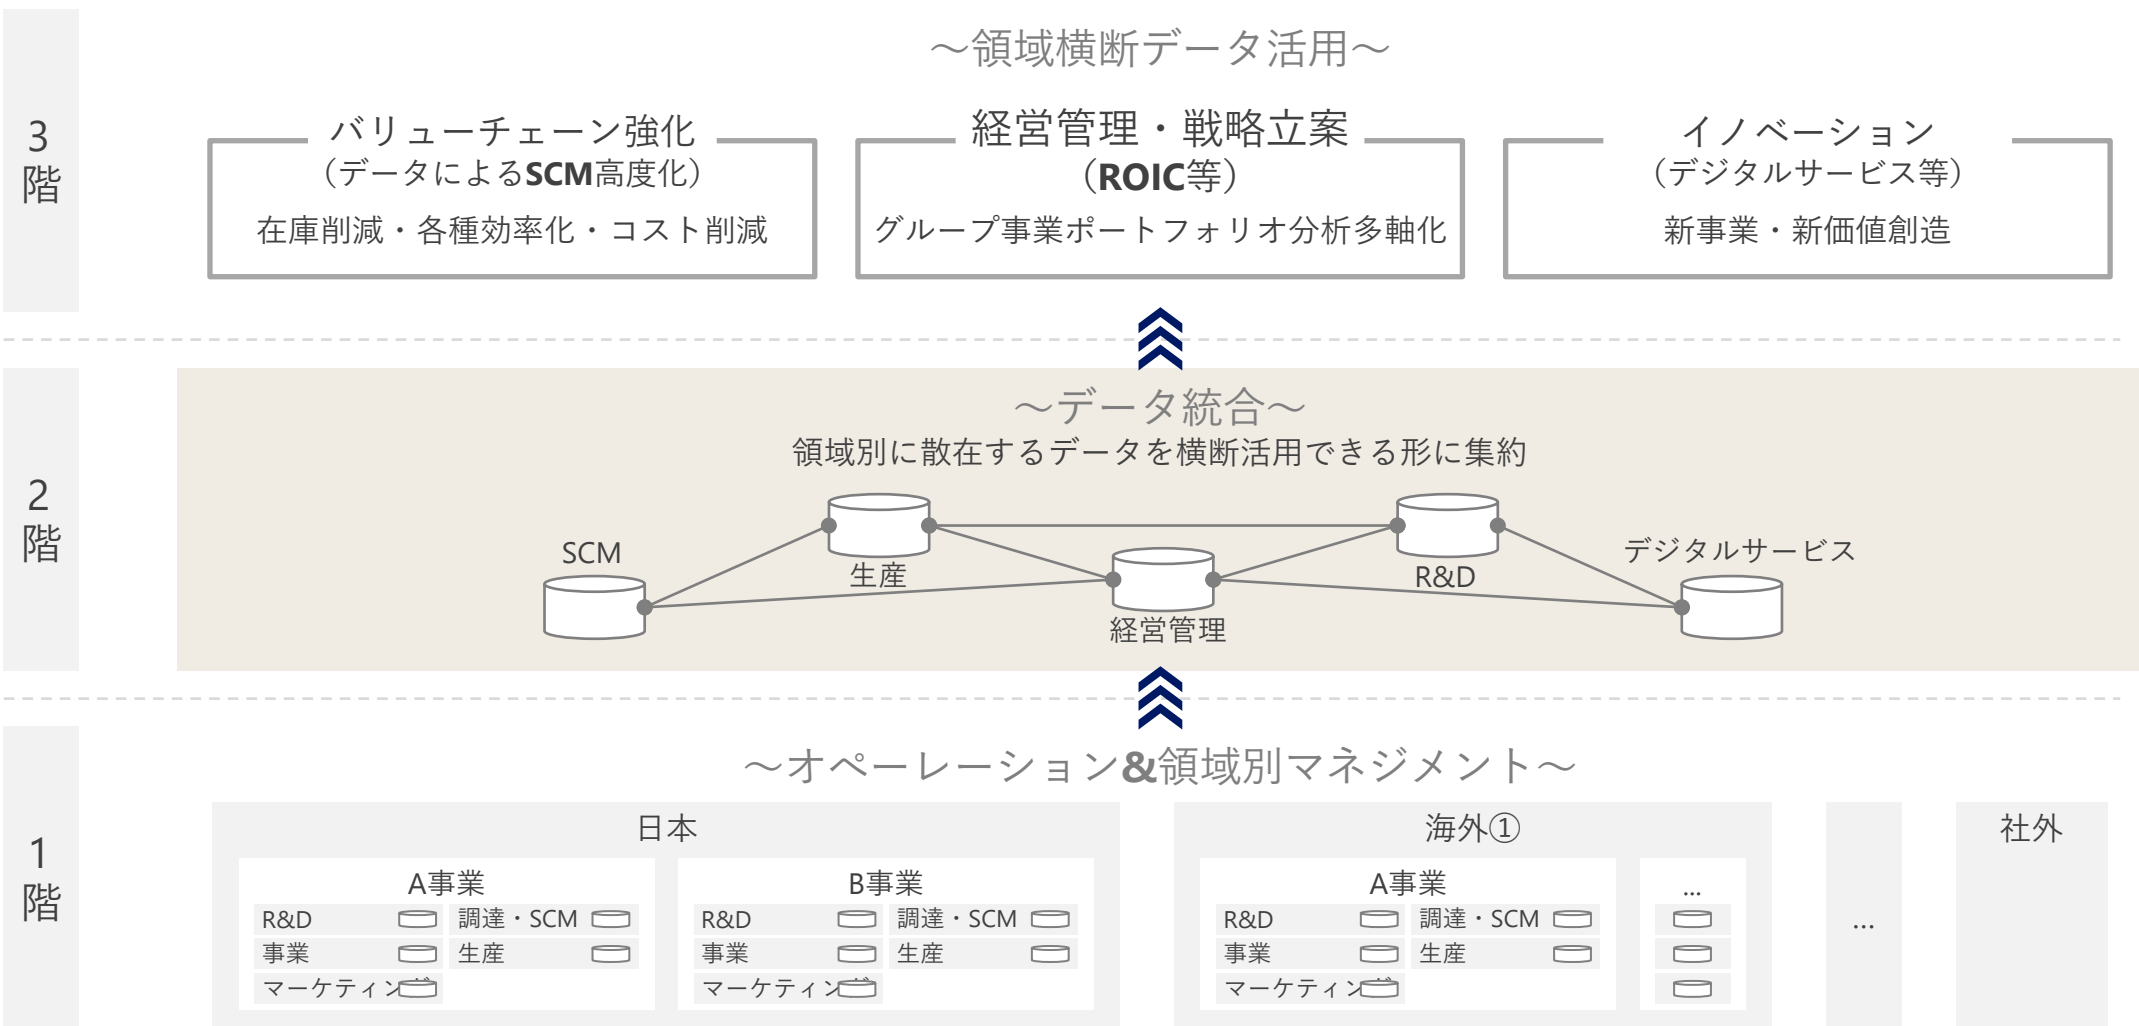 3
階
～領域横断データ活用～
バリューチェーン強化
（データによるSCM高度化）
在庫削減・各種効率化・コスト削減
経営管理・戦略立案
（ROIC等）
グループ事業ポートフォリオ分析多軸化
イノベーション
（デジタルサービス等）
新事業・新価値創造
2
階
～データ統合～
領域別に散在するデータを横断活用できる形に集約
SCM
生産
経営管理
R&D
デジタルサービス
1
階
～オペーレーション&領域別マネジメント～
日本
A事業
R&D
調達・SCM
事業
生産
マーケティング
B事業
R&D
調達・SCM
事業
生産
マーケティング
海外①
A事業
R&D
調達・SCM
事業
生産
マーケティング
...
...
社外